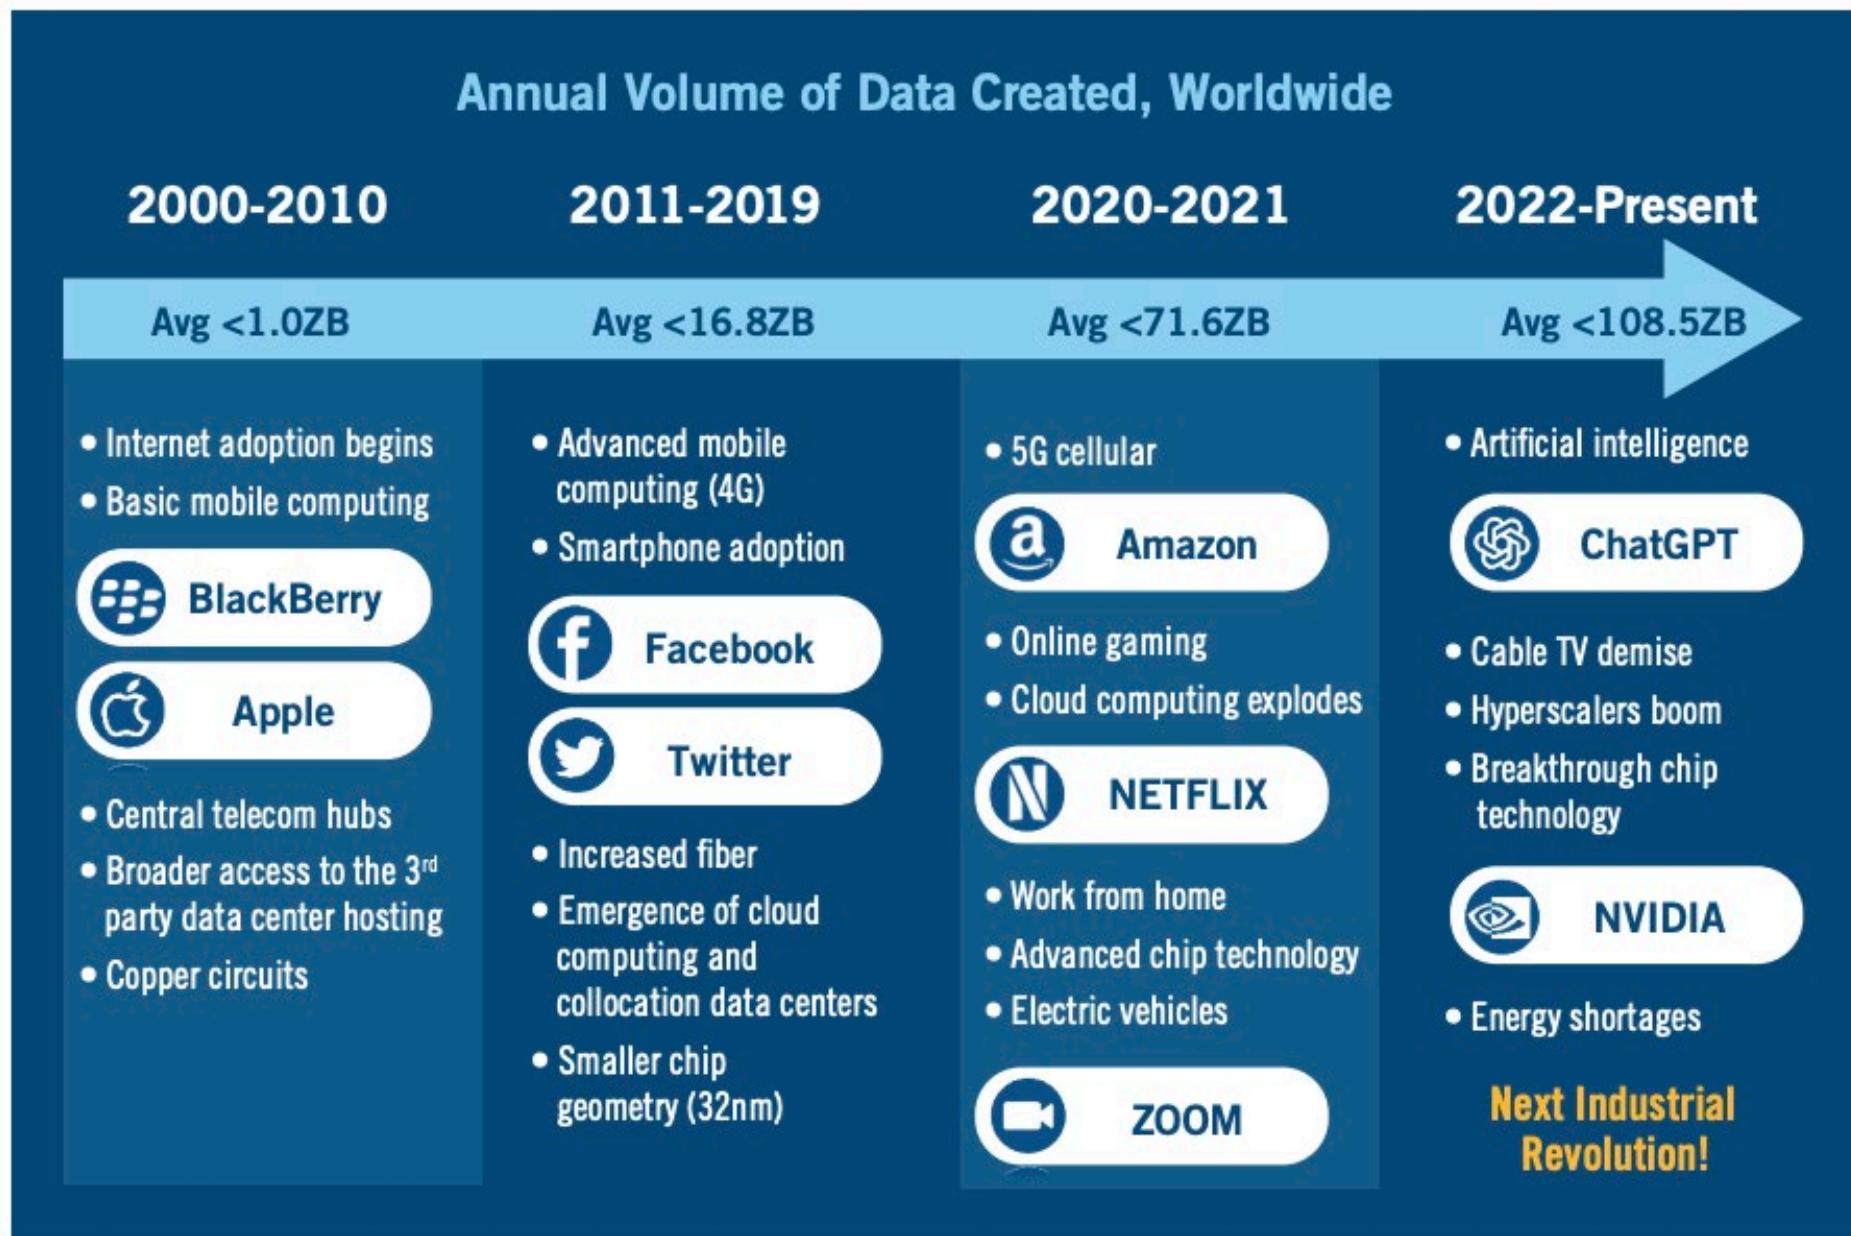 Annual Volume of Data Created, Worldwide
2000-2010
2011-2019
2020-2021
2022-Present
Avg <1.0ZB
Avg <16.8ZB
Avg <71.6ZB
Avg <108.5ZB
• Internet adoption begins
• Basic mobile computing
BlackBerry
Apple
• Central telecom hubs
• Broader access to the 3rd
party data center hosting
• Copper circuits
• Advanced mobile
computing (4G)
• Smartphone adoption
Facebook
Twitter
• Increased fiber
• Emergence of cloud
computing and
collocation data centers
• Smaller chip
geometry (32nm)
• 5G cellular
a
Amazon
• Online gaming
• Cloud computing explodes
N
NETFLIX
• Work from home
• Advanced chip technology
• Electric vehicles
ZOOM
• Artificial intelligence
ChatGPT
• Cable TV demise
• Hyperscalers boom
• Breakthrough chip
technology
NVIDIA
• Energy shortages
Next Industrial
Revolution!